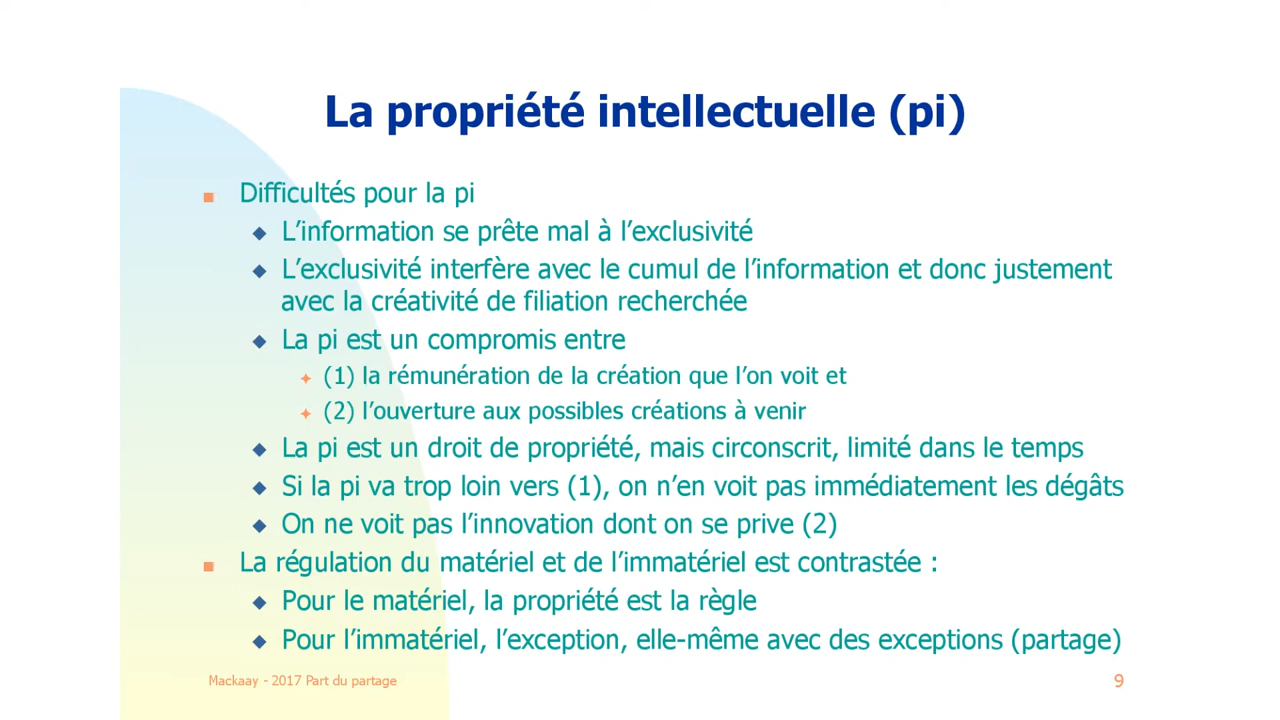 La propriété intellectuelle (pi)
Difficultés pour la pi
L’information se prête mal à l’exclusivité
L’exclusivité interfère avec le cumul de l’information et donc justement
avec la créativité de filiation recherchée
La pi est un compromis entre
(1) la rémunération de la création que l’on voit et
(2) l’ouverture aux possibles créations à venir
La pi est un droit de propriété, mais circonscrit, limité dans le temps
Si la pi va trop loin vers (1), on n’en voit pas immédiatement les dégâts
On ne voit pas l’innovation dont on se prive (2)
La régulation du matériel et de l’immatériel est contrastée :
Pour le matériel, la propriété est la règle
Pour l’immatériel, l’exception, elle-même avec des exceptions (partage)
Mackaay - 2017 Part du partage
9